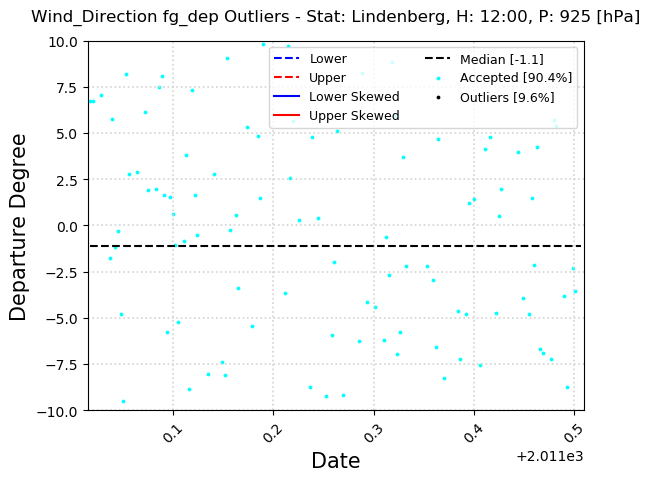 Wind_Direction fg_dep Outliers - Stat: Lindenberg, H: 12:00, P: 925 [hPa]
10.0
7.5
5.0
2.5
0.0
−2.5
−5.0
−7.5
−10.0
Departure Degree
Lower
Upper
Lower Skewed
Upper Skewed
Median [-1.1]
Accepted [90.4%]
Outliers [9.6%]
0.1
0.2
0.3
0.4
0.5
+2.011e3
Date